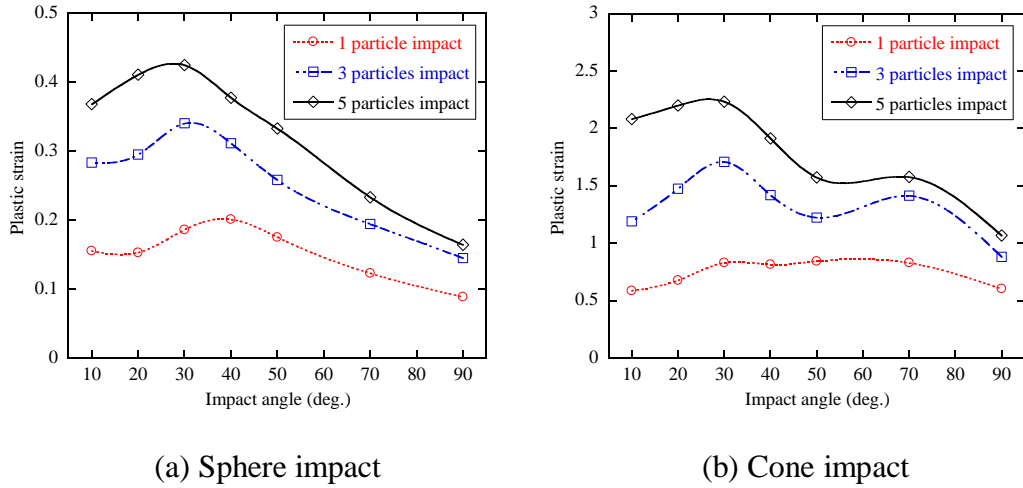 0.5
0.4
0.3
0.2
0.1
0
Plastic strain
1 particle impact
3 particles impact
5 particles impact
10 20 30 40 50 60 70 80 90
Impact angle (deg.)
(a) Sphere impact
3
2.5
2
1.5
1
0.5
0
Plastic strain
1 particle impact
3 particles impact
5 particles impact
10 20 30 40 50 60 70 80 90
Impact angle (deg.)
(b) Cone impact